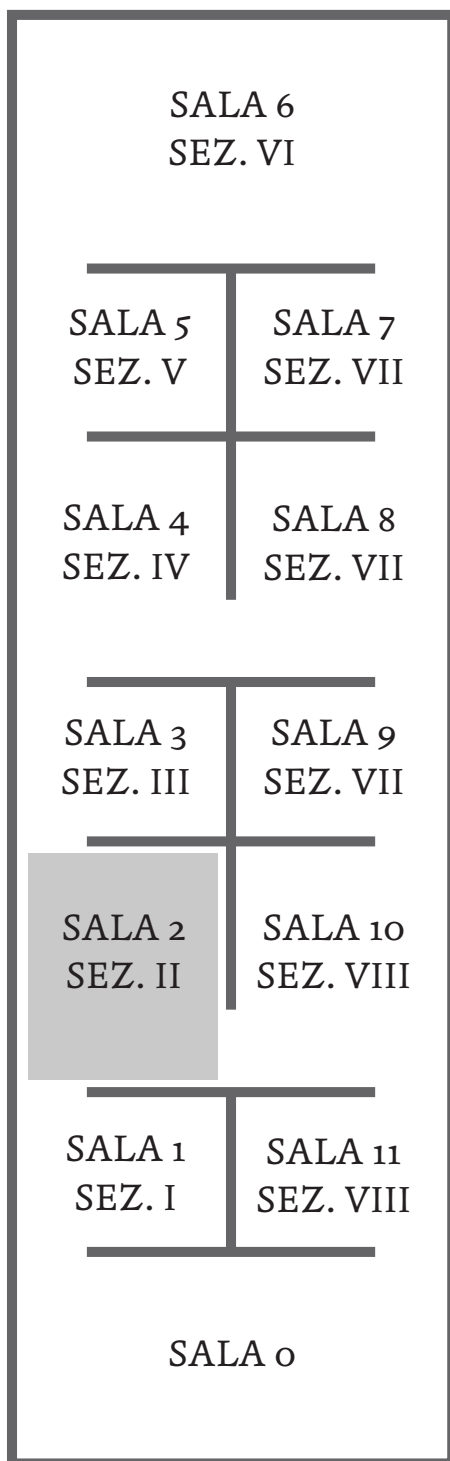 SALA 6
SEZ. VI
SALA 5
SEZ. V
SALA 7
SEZ. VII
SALA 4
SEZ. IV
SALA 8
SEZ. VII
SALA 3
SEZ. III
SALA 9
SEZ. VII
SALA 2
SEZ. II
SALA 10
SEZ. VIII
SALA 1
SEZ. I
SALA 11
SEZ. VIII
SALA 0